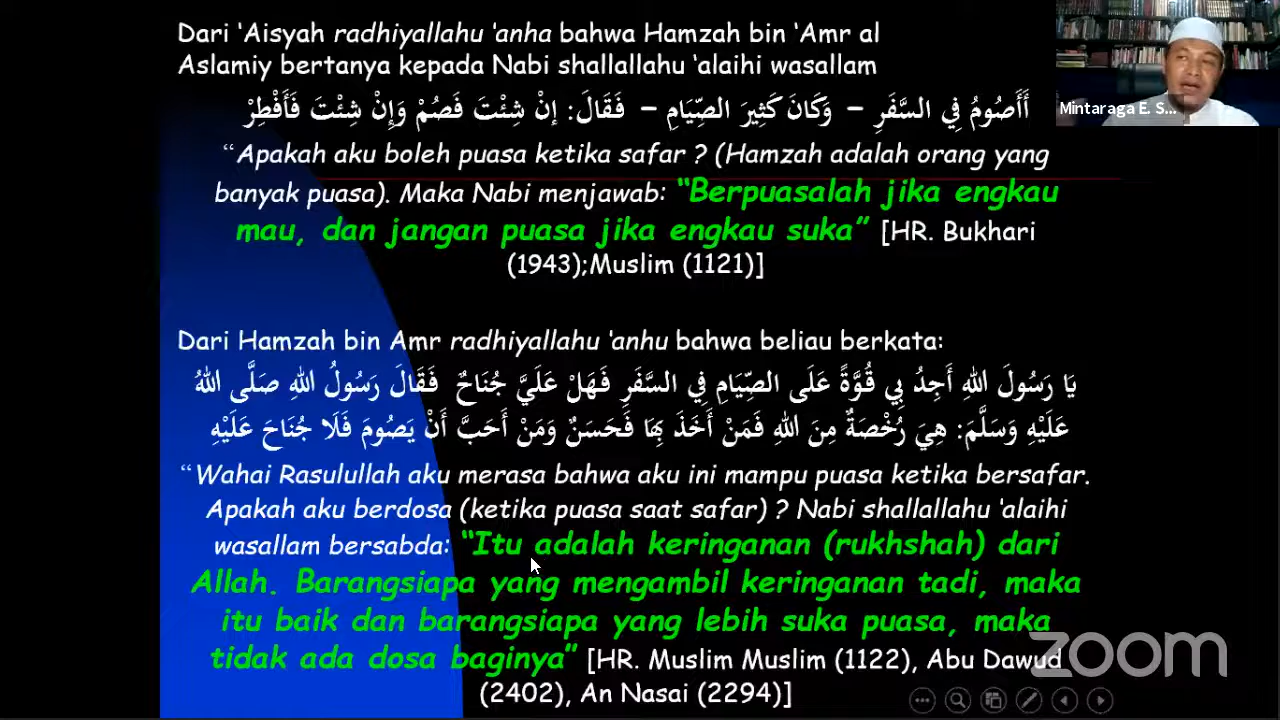 Dari ‘Aisyah radhiyallahu ‘anha bahwa Hamzah bin ‘Amr al
Aslamiy bertanya kepada Nabi shallallahu ‘alaihi wasallam
أَأَصُومُ فِي السَّفَرِ – وَكَانَ كَثِيرَ الصِّيَامِ – فَقَالَ: إِنْ شِئْتَ فَصُمْ وَإِنْ شِئْتَ فَأَفْطِرْ
“Apakah aku boleh puasa ketika safar ? (Hamzah adalah orang yang
banyak puasa). Maka Nabi menjawab: “Berpuasalah jika engkau
mau, dan jangan puasa jika engkau suka” [HR. Bukhari
(1943);Muslim (1121)]
Dari Hamzah bin Amr radhiyallahu ‘anhu bahwa beliau berkata:
يَا رَسُولَ اللهِ أَجِدُ بِي قُوَّةً عَلَى الصِّيَامِ فِي السَّفَرِ فَهَلْ عَلَيَّ جُنَاحٌ فَقَالَ رَسُولُ اللهِ صَلَّى اللهُ
عَلَيْهِ وَسَلَّمَ: هِيَ رُخْصَةٌ مِنَ اللهِ فَمَنْ أَخَذَ بِهَا فَحَسَنٌ وَمَنْ أَحَبَّ أَنْ يَصُومَ فَلَا جُنَاحَ عَلَيْهِ
“Wahai Rasulullah aku merasa bahwa aku ini mampu puasa ketika bersafar.
Apakah aku berdosa (ketika puasa saat safar) ? Nabi shallallahu ‘alaihi
wasallam bersabda: “Itu adalah keringanan (rukhshah) dari
Allah. Barangsiapa yang mengambil keringanan tadi, maka
itu baik dan barangsiapa yang lebih suka puasa, maka
tidak ada dosa baginya” [HR. Muslim Muslim (1122), Abu Dawud
(2402), An Nasai (2294)]
Mintaraga E. S...
zoom